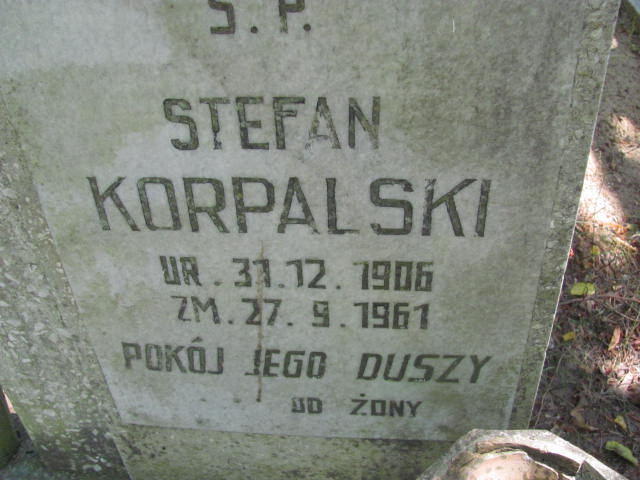 Ś. P.
STEFAN
KORPALSKI
UR. 31.12.1906
ZM. 27. 9. 1961
POKÓJ JEGO DUSZY
OD ŻONY